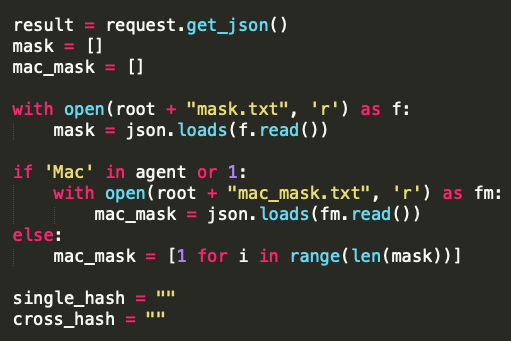 result = request.get_json()
mask = []
mac_mask = []
with open(root + "mask.txt", 'r') as f:
    mask = json.loads(f.read())
if 'Mac' in agent or 1:
    with open(root + "mac_mask.txt", 'r') as fm:
        mac_mask = json.loads(fm.read())
else:
    mac_mask = [1 for i in range(len(mask))]
single_hash = ""
cross_hash = ""